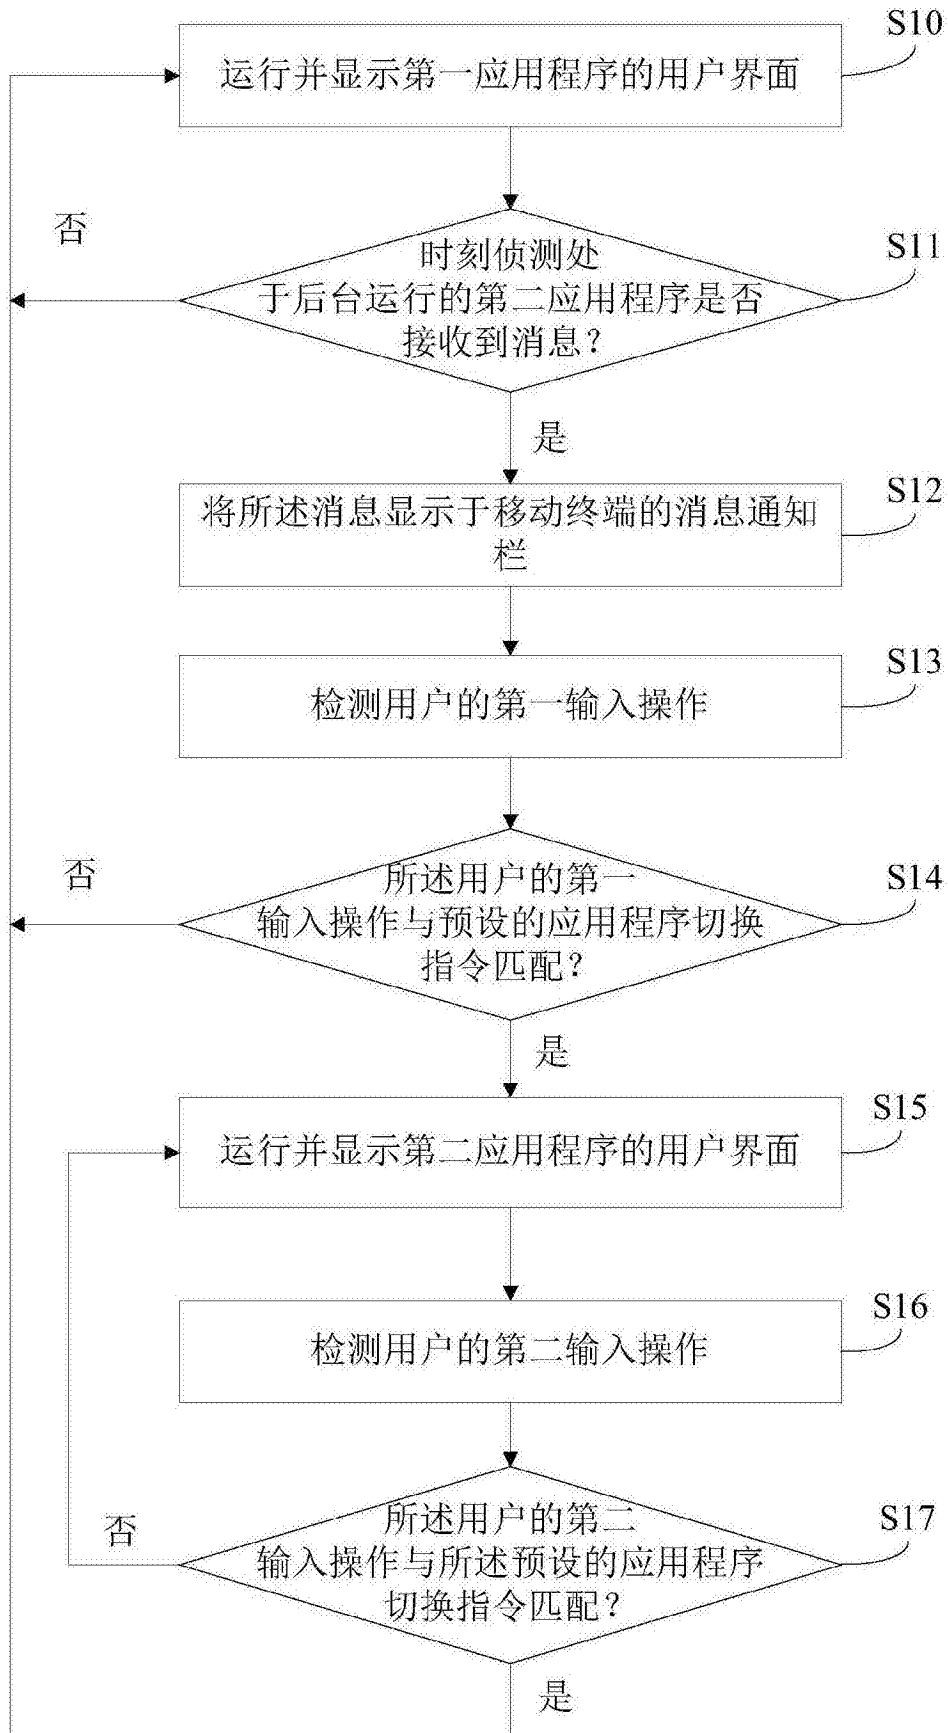 S10
运行并显示第一应用程序的用户界面
否
S11
时刻侦测处
于后台运行的第二应用程序是否
接收到消息？
是
S12
将所述消息显示于移动终端的消息通知
栏
S13
检测用户的第一输入操作
否
S14
所述用户的第一
输入操作与预设的应用程序切换
指令匹配？
是
S15
运行并显示第二应用程序的用户界面
S16
检测用户的第二输入操作
否
S17
所述用户的第二
输入操作与所述预设的应用程序
切换指令匹配？
是